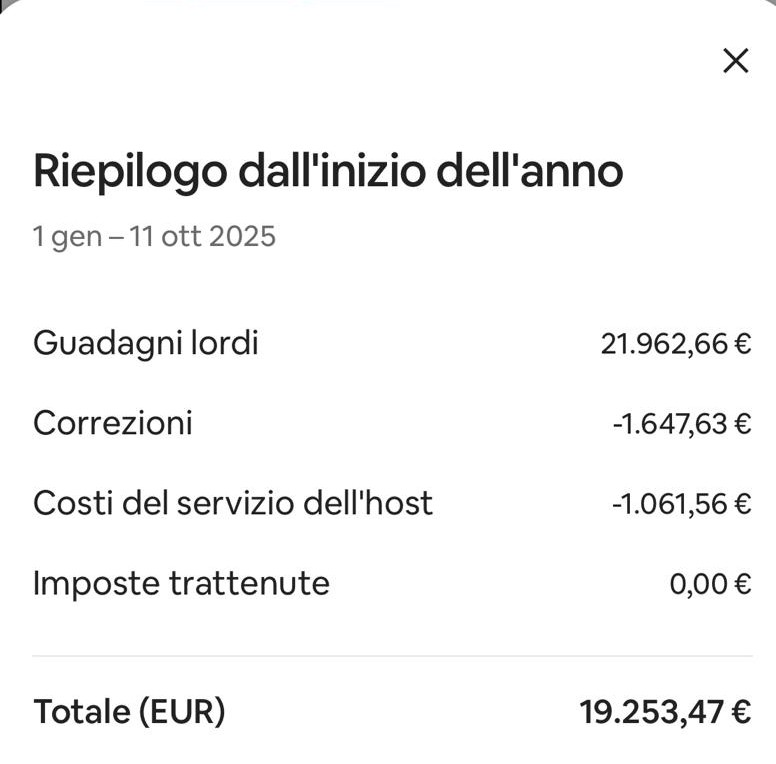 Riepilogo dall'inizio dell'anno
1 gen – 11 ott 2025
Guadagni lordi 21.962,66 €
Correzioni -1.647,63 €
Costi del servizio dell'host -1.061,56 €
Imposte trattenute 0,00 €
Totale (EUR) 19.253,47 €